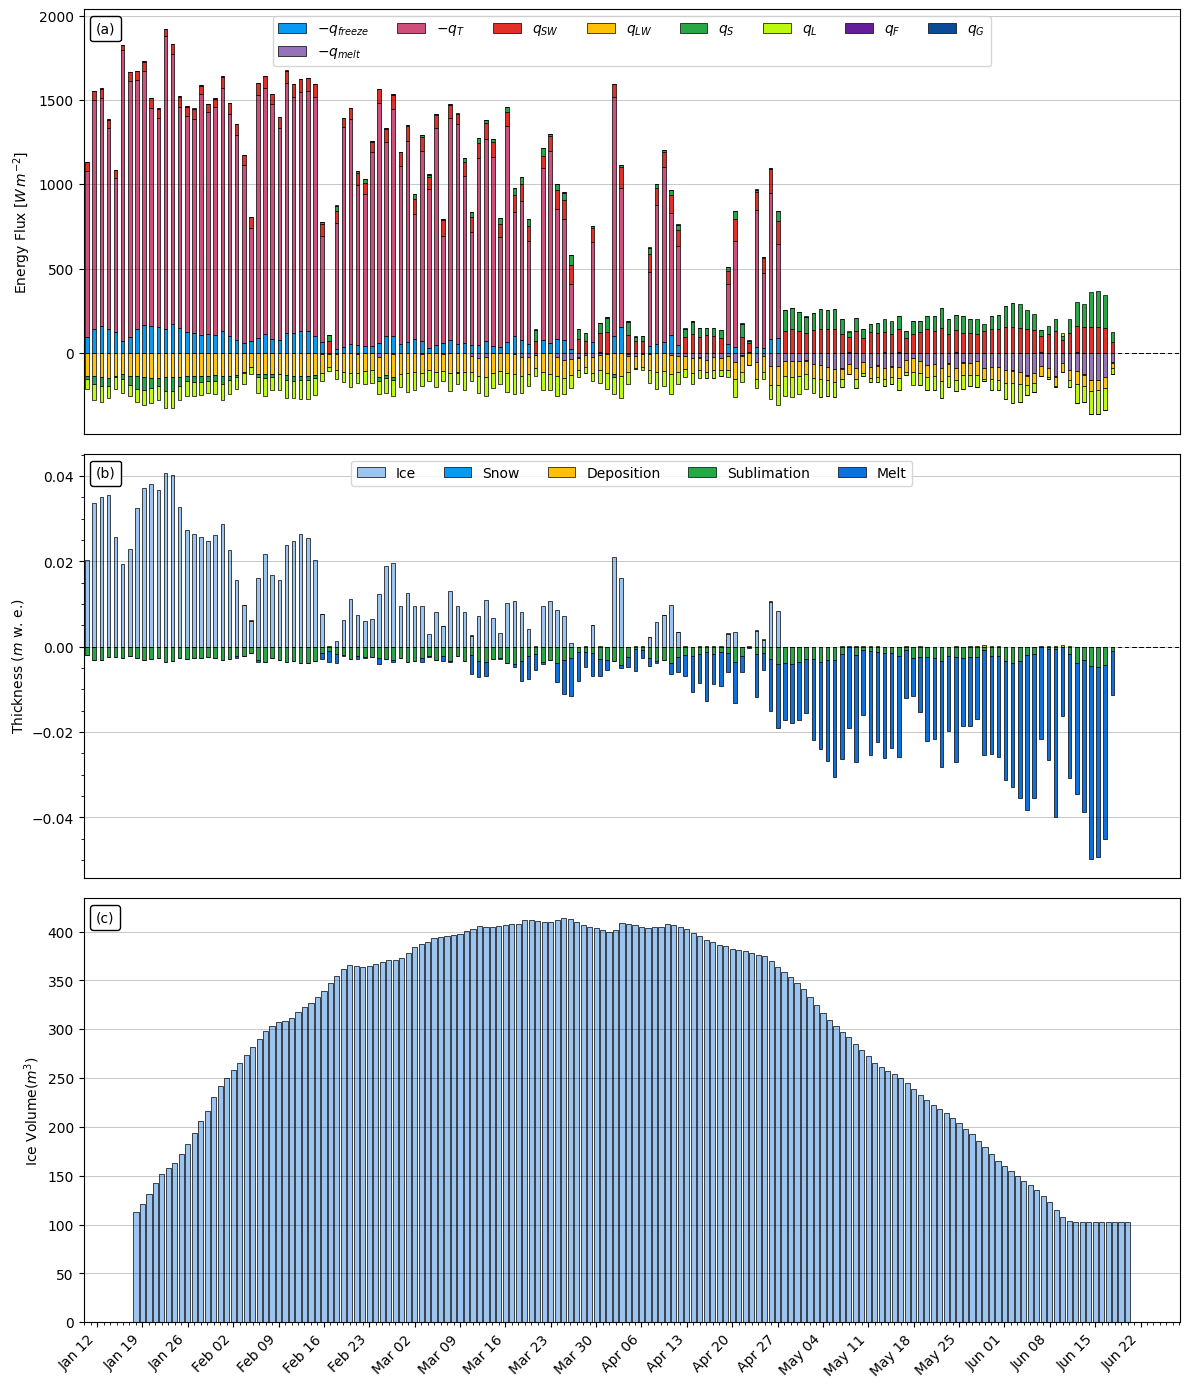 (a)
−q_freeze −q_T q_SW q_LW q_S q_L q_F q_G
−q_melt
Energy Flux [W m⁻²]
2000
1500
1000
500
0
(b)
Ice Snow Deposition Sublimation Melt
Thickness (m w. e.)
0.04
0.02
0.00
−0.02
−0.04
(c)
Ice Volume(m³)
400
350
300
250
200
150
100
50
0
Jan 12 Jan 19 Jan 26 Feb 02 Feb 09 Feb 16 Feb 23 Mar 02 Mar 09 Mar 16 Mar 23 Mar 30 Apr 06 Apr 13 Apr 20 Apr 27 May 04 May 11 May 18 May 25 Jun 01 Jun 08 Jun 15 Jun 22